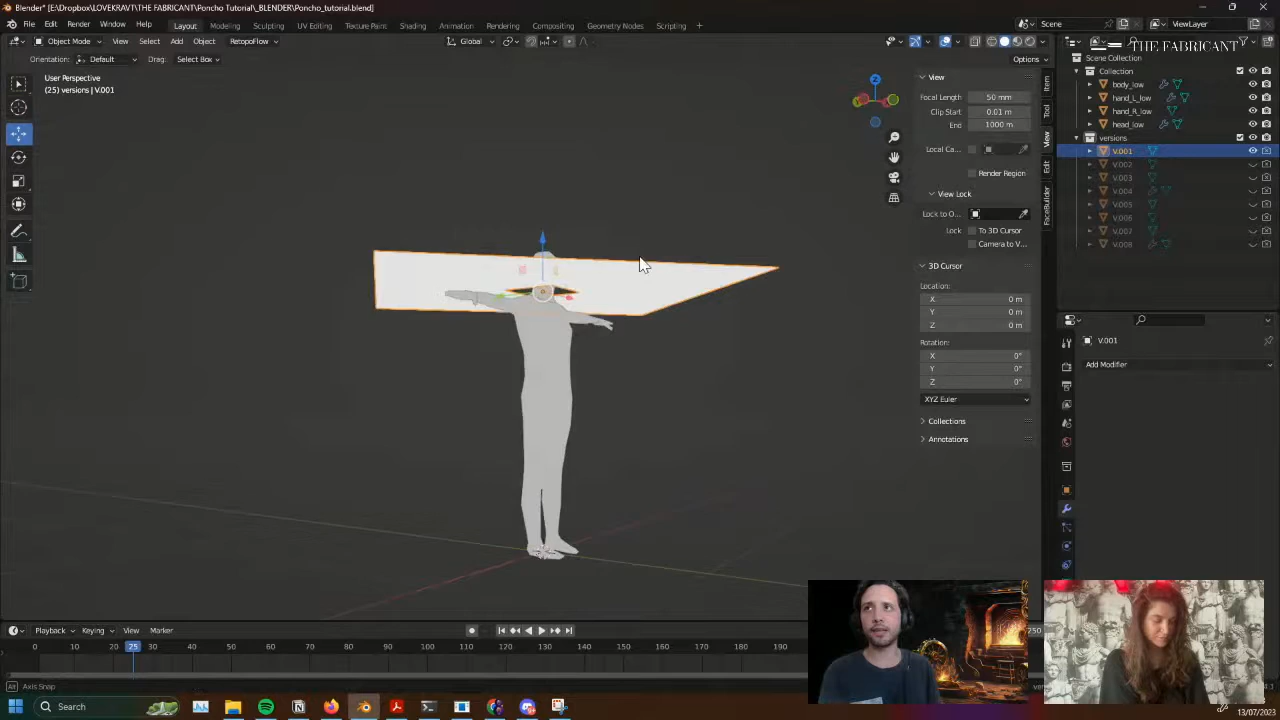 Blender* [E:\Dropbox\LOVEKRAVT\THE FABRICANT\Poncho Tutorial\_BLENDER\Poncho_tutorial.blend]
File Edit Render Window Help Layout Modeling Sculpting UV Editing Texture Paint Shading Animation Rendering Compositing Geometry Nodes Scripting + Scene ViewLayer
Object Mode View Select Add Object RetopoFlow Global THE FABRICANT
Orientation: Default Drag: Select Box Options
Scene Collection
Collection
body_low
hand_L_low
hand_R_low
head_low
versions
V.001
V.002
V.003
V.004
V.005
V.006
V.007
V.008
User Perspective
(25) versions | V.001
View
Focal Length 50 mm
Clip Start 0.01 m
End 1000 m
Local Ca...
Render Region
View Lock
Lock to O...
Lock To 3D Cursor
Camera to V...
3D Cursor
Location:
X 0 m
Y 0 m
Z 0 m
Rotation:
X 0°
Y 0°
Z 0°
XYZ Euler
Collections
Annotations
Item
Tool
View
Edit
FaceBuilder
V.001
Add Modifier
Playback Keying View Marker 250
0 10 20 25 30 40 50 60 70 80 90 100 110 120 130 140 150 160 170 180 190
Axis Snap
Search
13/07/2023